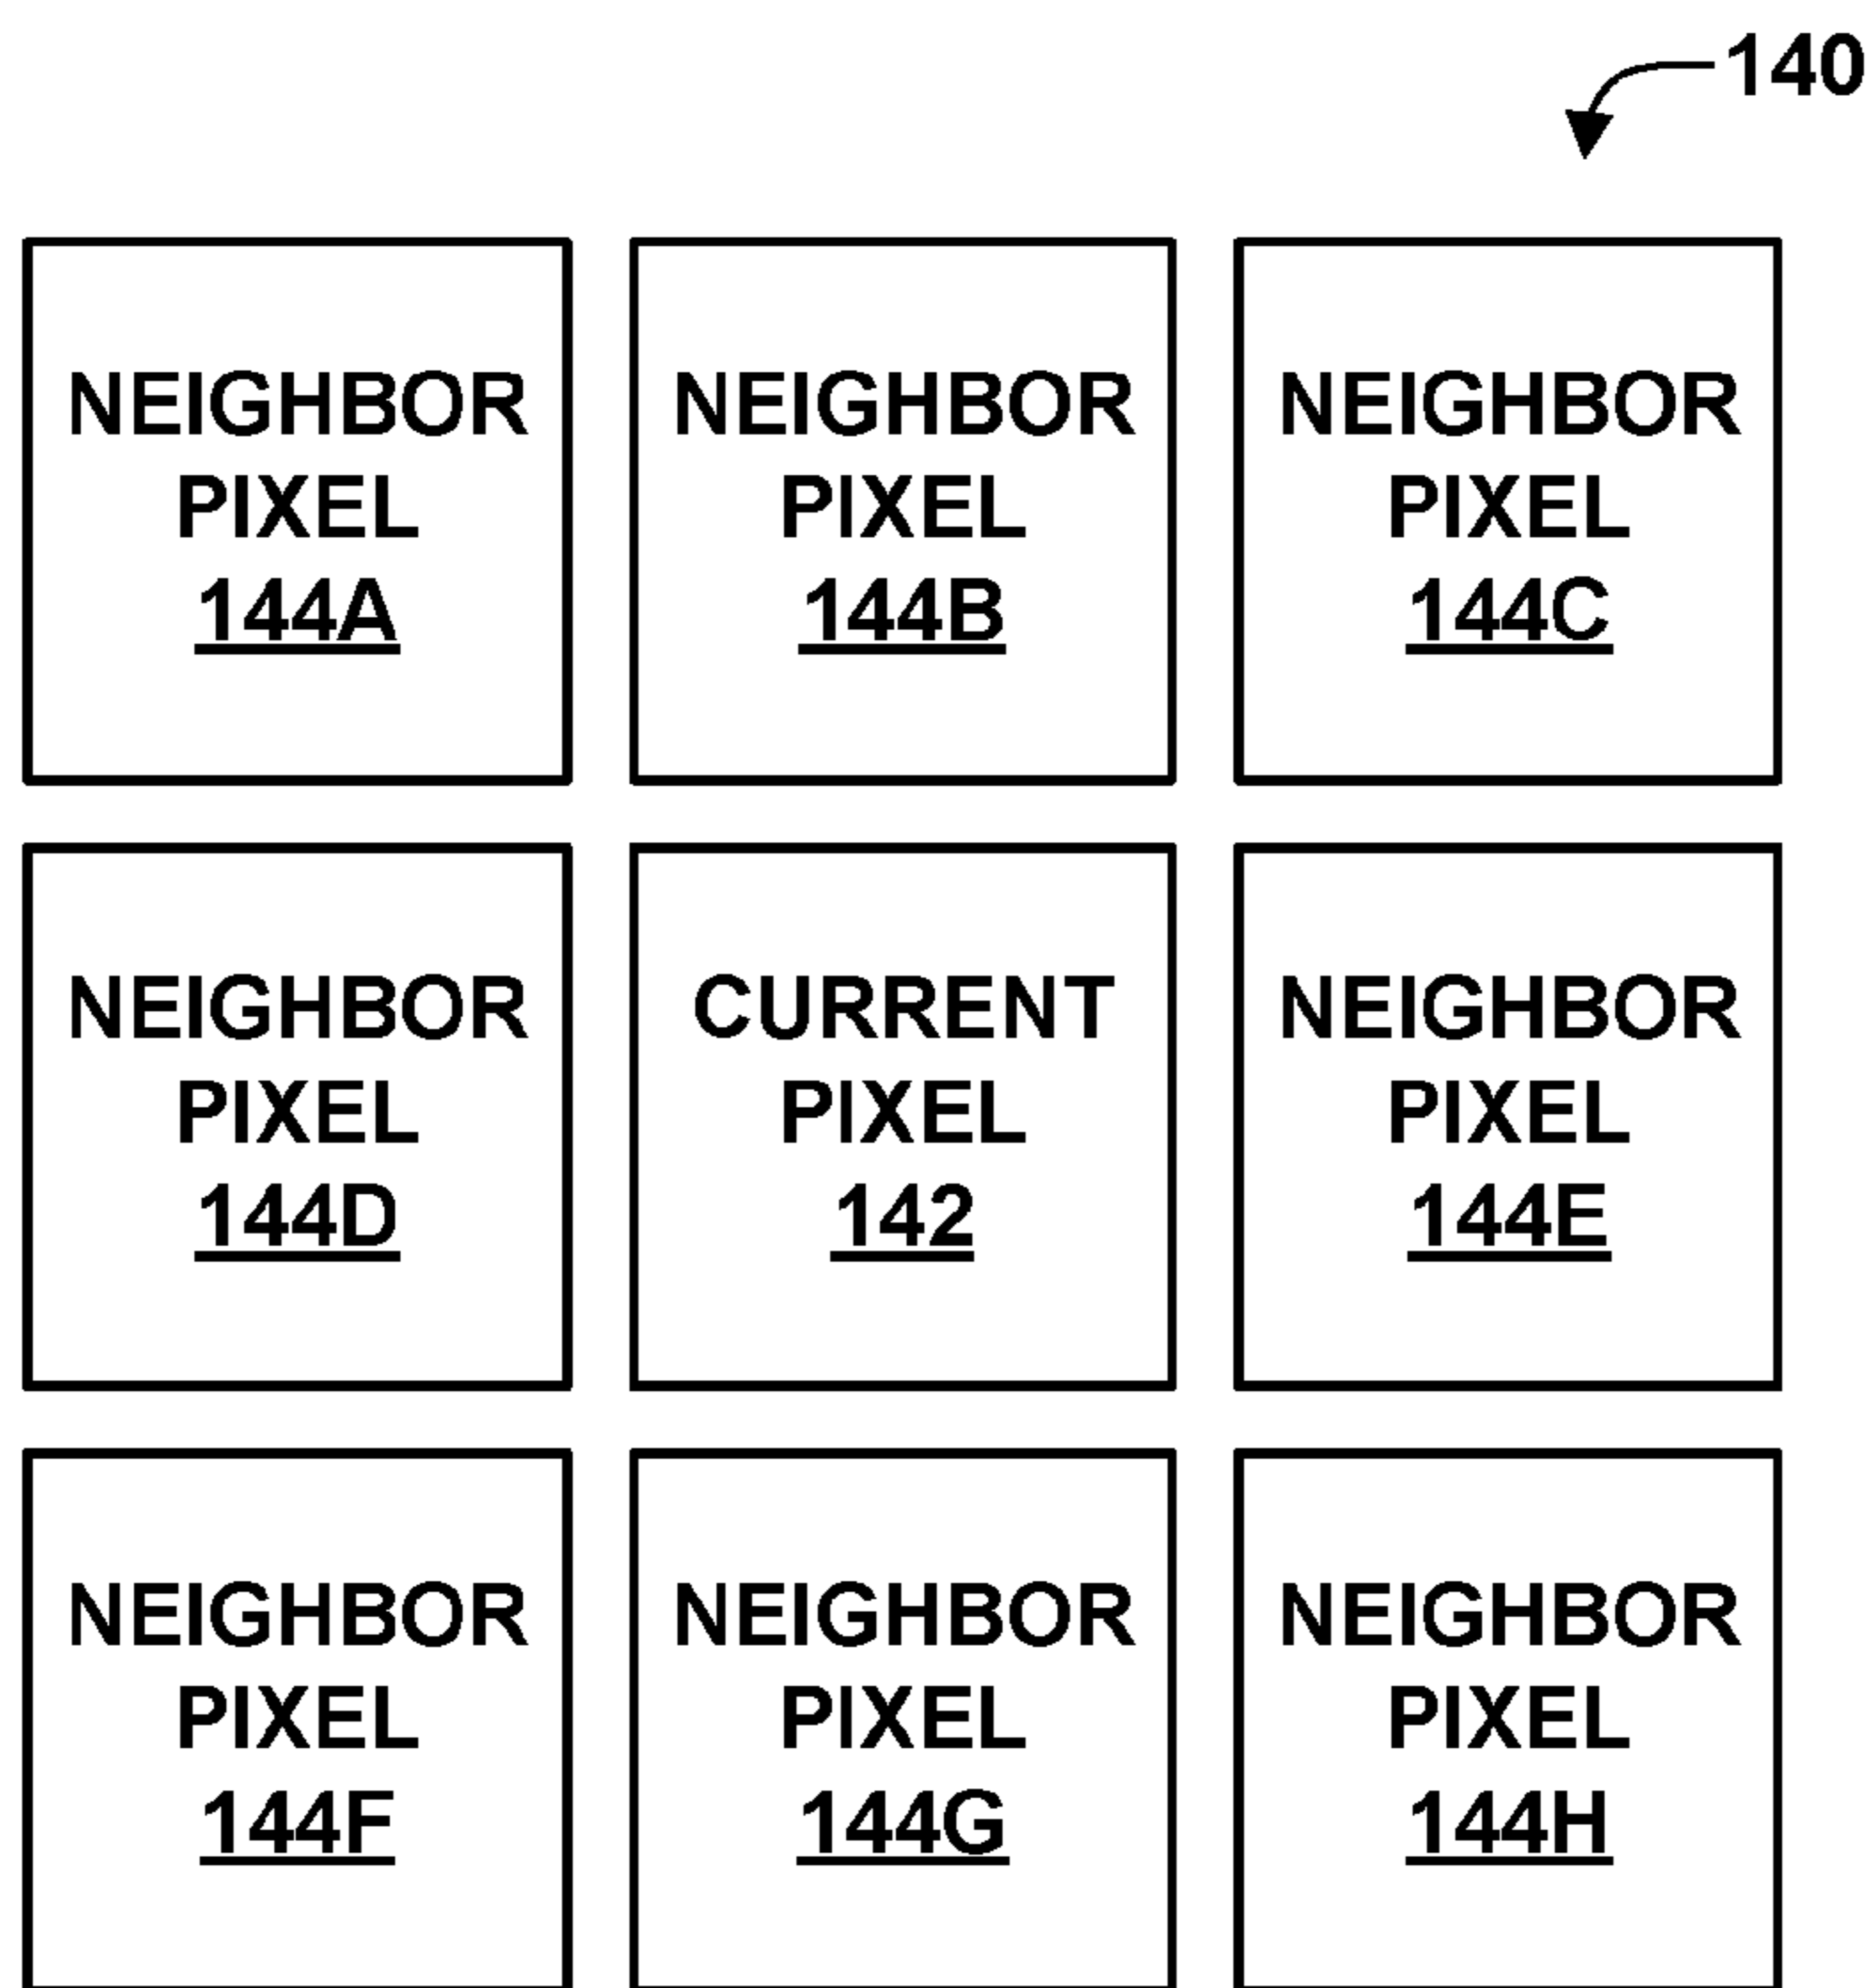 140
NEIGHBOR
PIXEL
144A
NEIGHBOR
PIXEL
144B
NEIGHBOR
PIXEL
144C
NEIGHBOR
PIXEL
144D
CURRENT
PIXEL
142
NEIGHBOR
PIXEL
144E
NEIGHBOR
PIXEL
144F
NEIGHBOR
PIXEL
144G
NEIGHBOR
PIXEL
144H